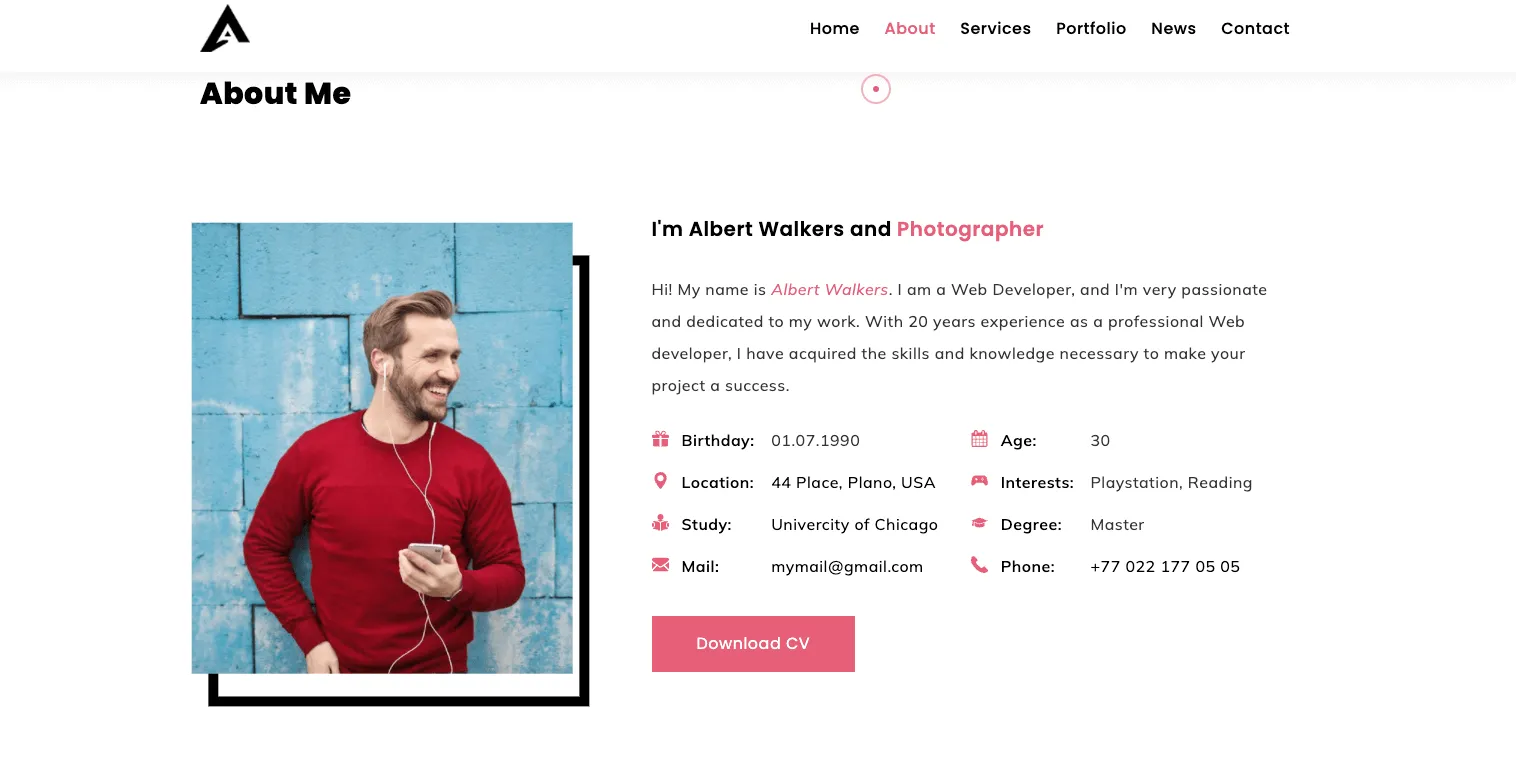 Home About Services Portfolio News Contact
About Me
I'm Albert Walkers and Photographer
Hi! My name is Albert Walkers. I am a Web Developer, and I'm very passionate
and dedicated to my work. With 20 years experience as a professional Web
developer, I have acquired the skills and knowledge necessary to make your
project a success.
Birthday: 01.07.1990 Age: 30
Location: 44 Place, Plano, USA Interests: Playstation, Reading
Study: Univercity of Chicago Degree: Master
Mail: mymail@gmail.com Phone: +77 022 177 05 05
Download CV